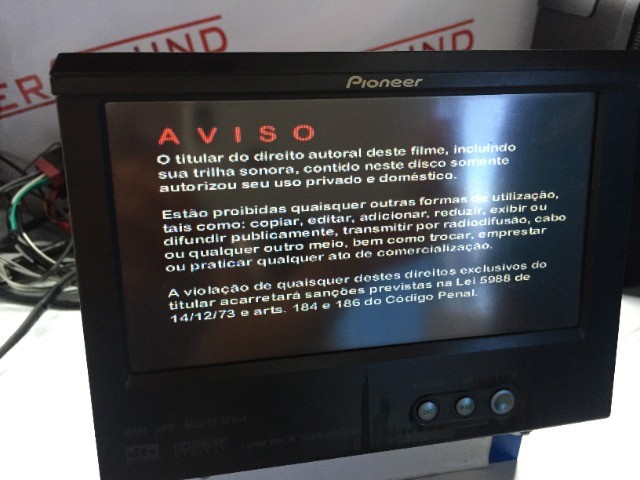 ERSOUND
Pioneer
AVISO
O titular do direito autoral deste filme, incluindo
sua trilha sonora, contido neste disco somente
autorizou seu uso privado e doméstico.
Estão proibidas quaisquer outras formas de utilização,
tais como: copiar, editar, adicionar, reduzir, exibir ou
difundir publicamente, transmitir por radiodifusão, cabo
ou qualquer outro meio, bem como trocar, emprestar
ou praticar qualquer ato de comercialização.
A violação de quaisquer destes direitos exclusivos do
titular acarretará sanções previstas na Lei 5988 de
14/12/73 e arts. 184 e 186 do Código Penal.
WMA MP3
dts